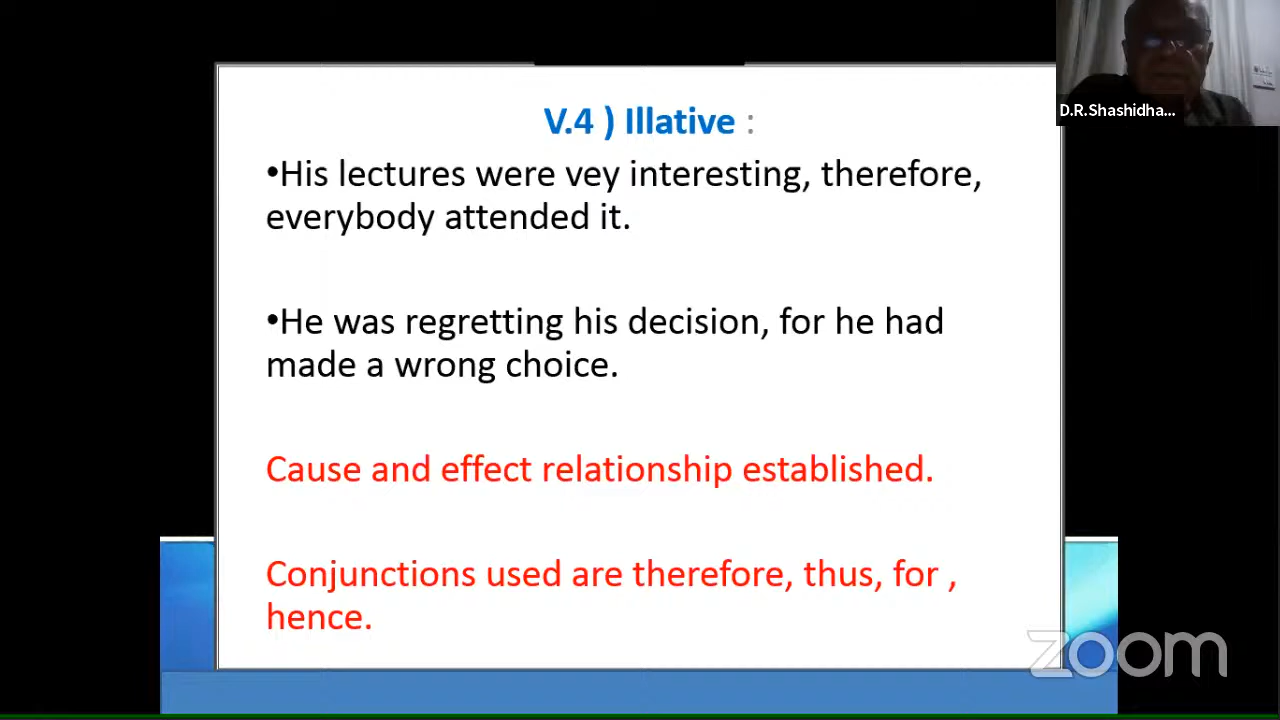 D.R.Shashidha...
V.4 ) Illative :
•His lectures were vey interesting, therefore,
everybody attended it.
•He was regretting his decision, for he had
made a wrong choice.
Cause and effect relationship established.
Conjunctions used are therefore, thus, for ,
hence.
zoom